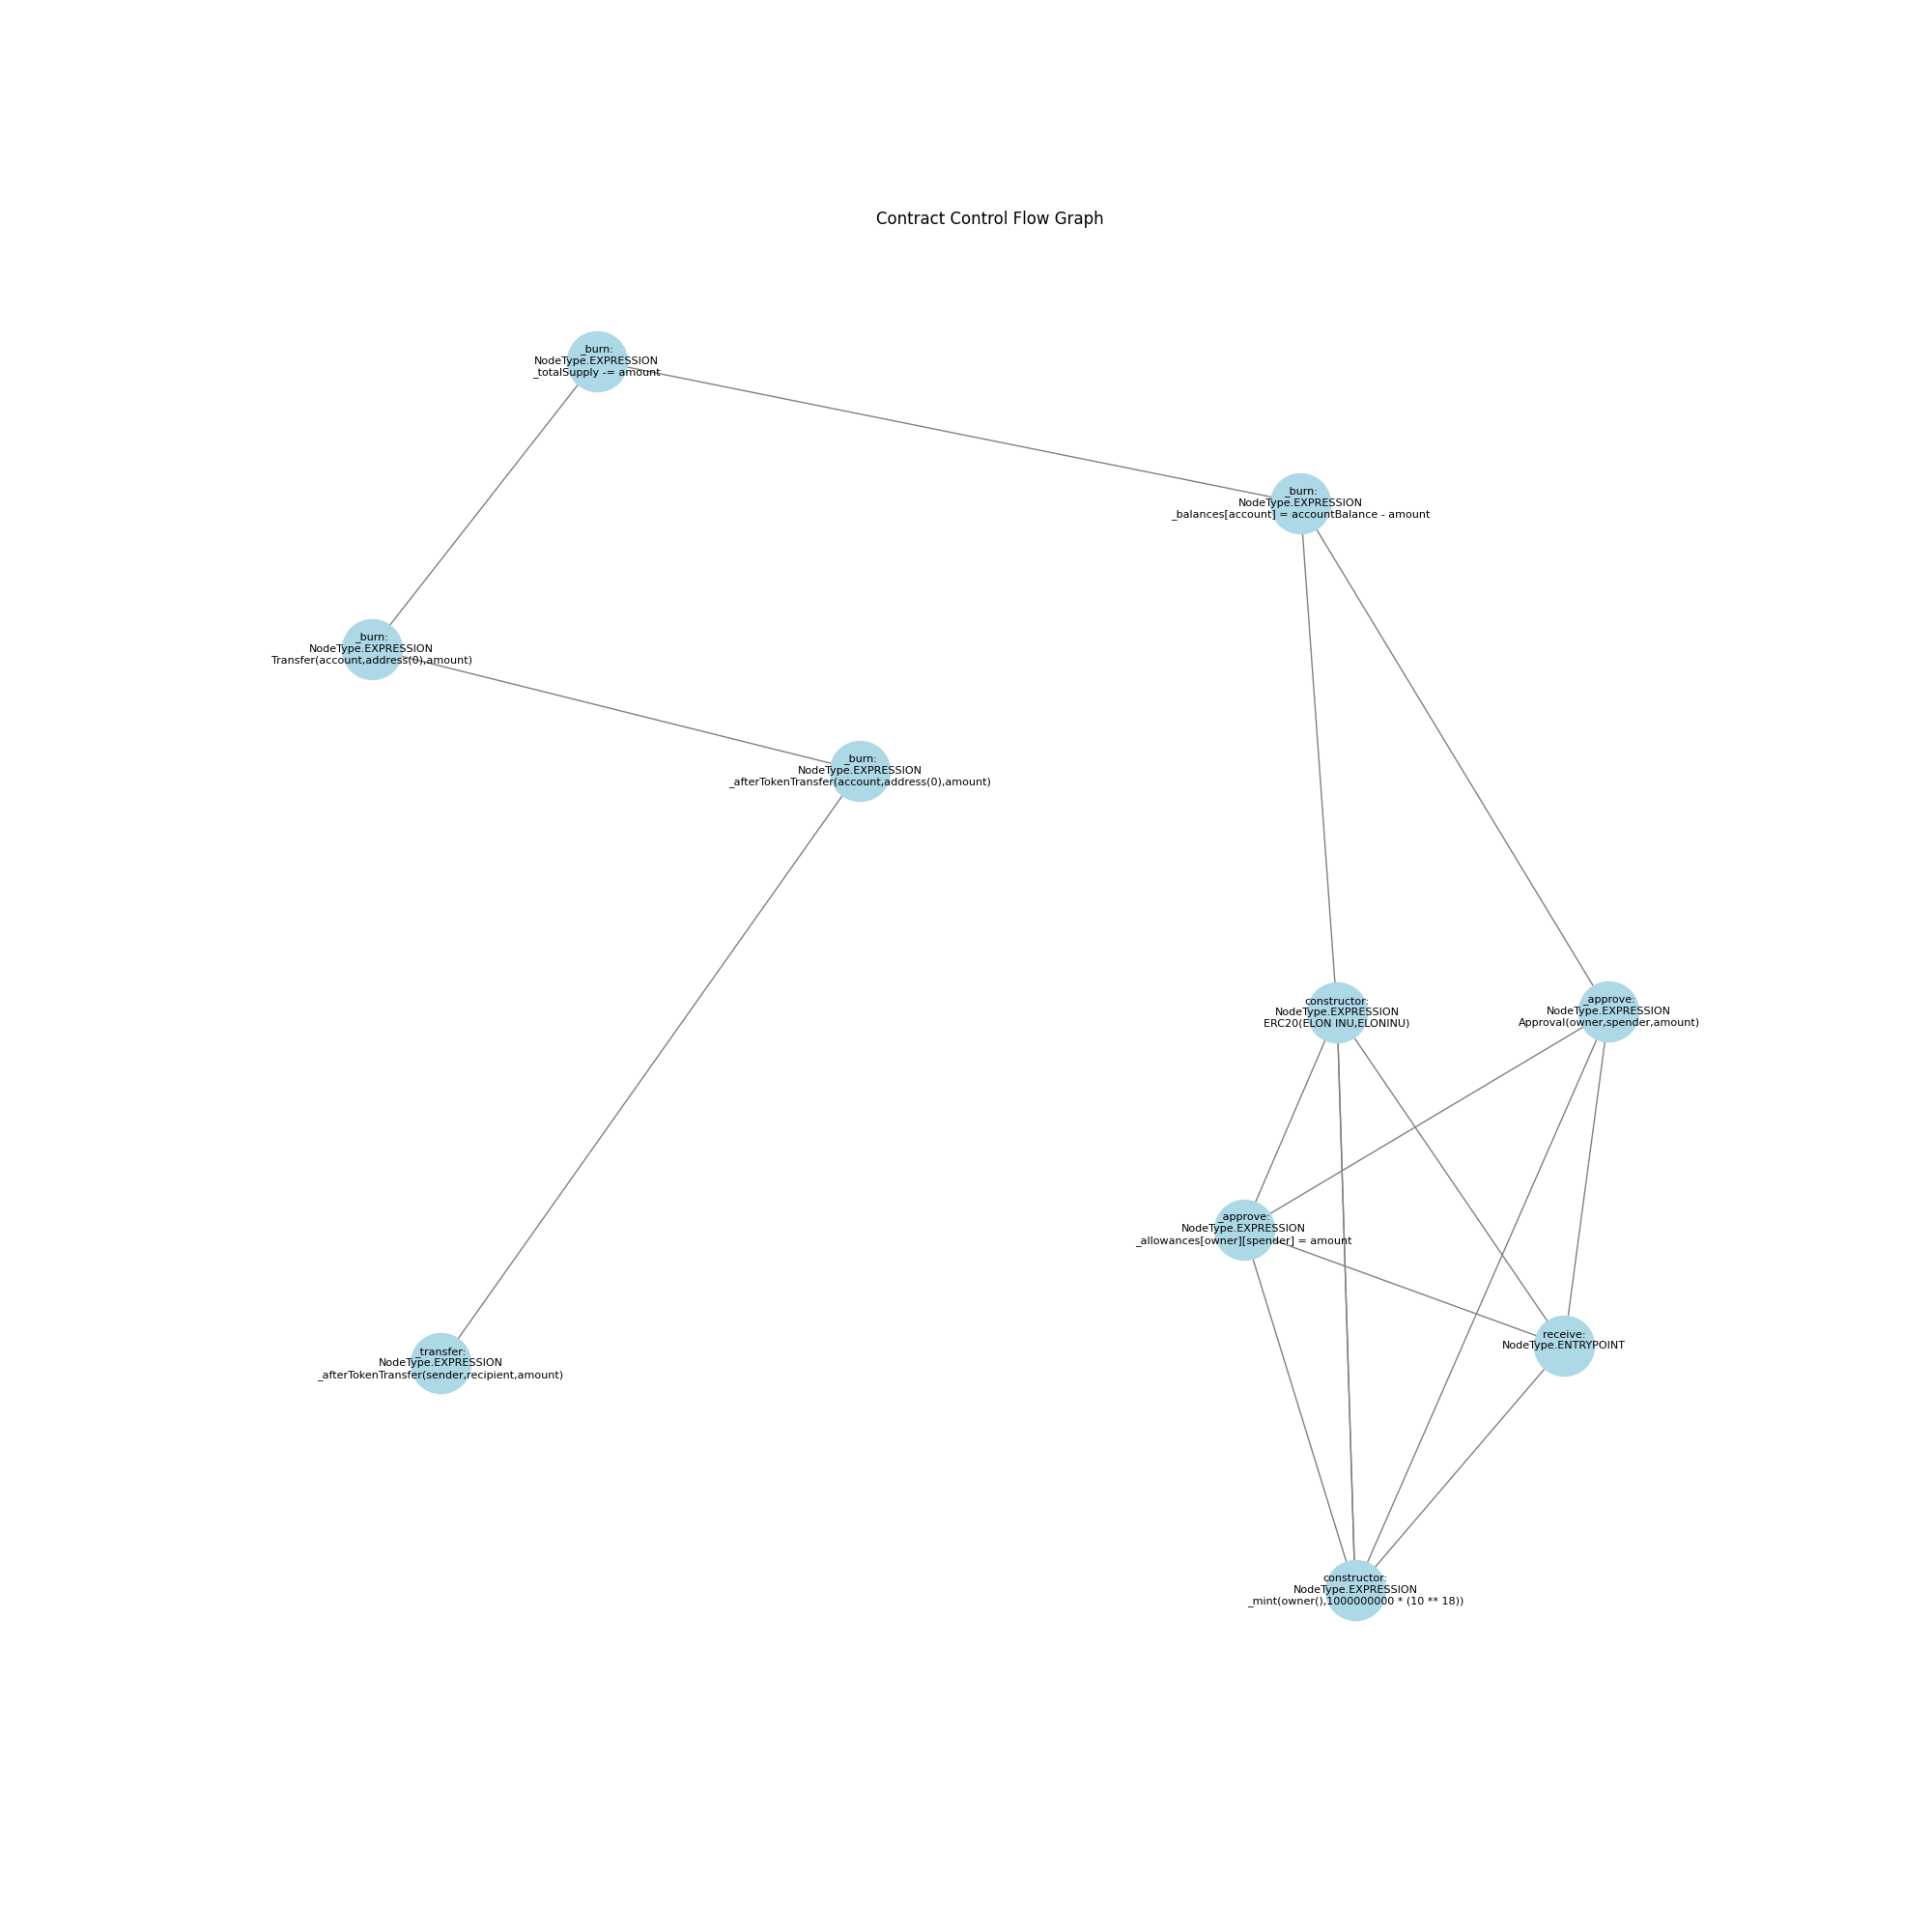 Contract Control Flow Graph
_burn:
NodeType.EXPRESSION
_totalSupply -= amount
_burn:
NodeType.EXPRESSION
_balances[account] = accountBalance - amount
_burn:
NodeType.EXPRESSION
Transfer(account,address(0),amount)
_burn:
NodeType.EXPRESSION
_afterTokenTransfer(account,address(0),amount)
constructor:
NodeType.EXPRESSION
ERC20(ELON INU,ELONINU)
_approve:
NodeType.EXPRESSION
Approval(owner,spender,amount)
_approve:
NodeType.EXPRESSION
_allowances[owner][spender] = amount
receive:
NodeType.ENTRYPOINT
_transfer:
NodeType.EXPRESSION
_afterTokenTransfer(sender,recipient,amount)
constructor:
NodeType.EXPRESSION
_mint(owner(),1000000000 * (10 ** 18))